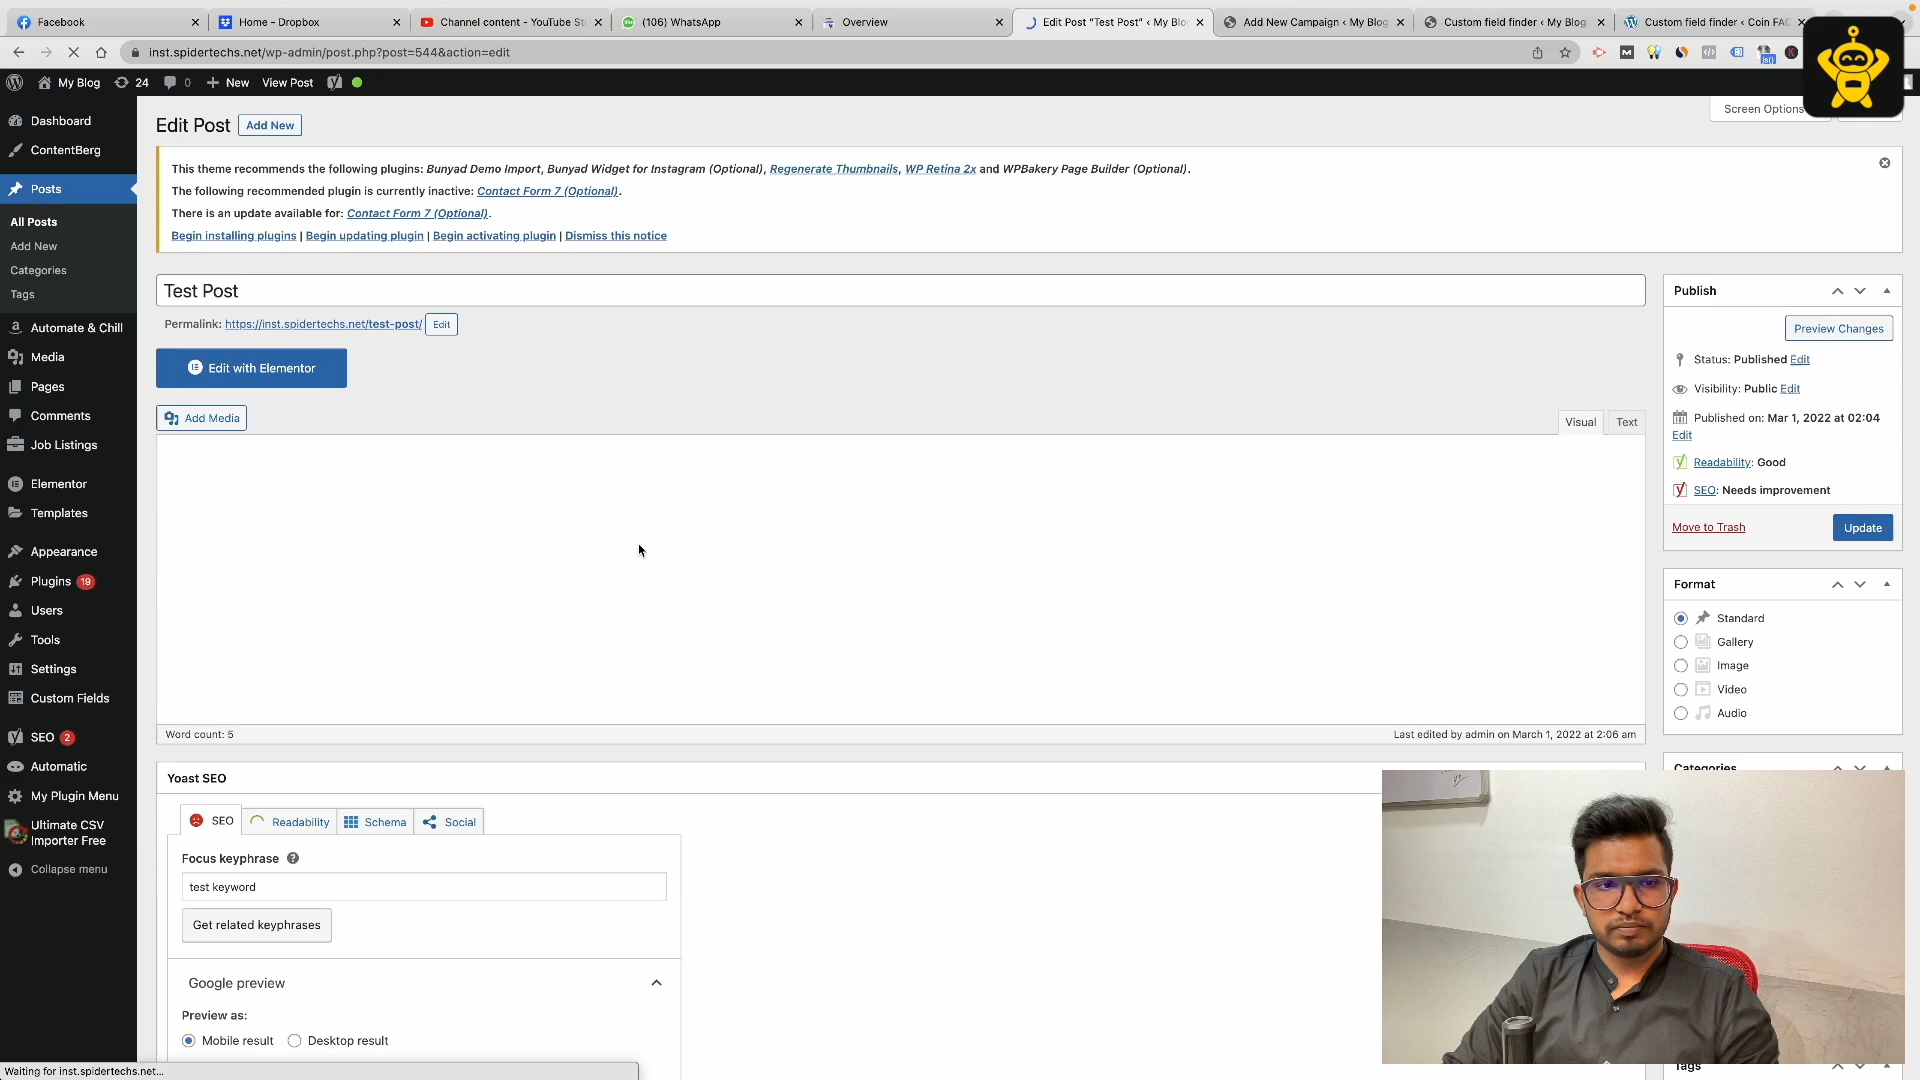 Facebook
Home - Dropbox
Channel content - YouTube St
(106) WhatsApp
Overview
Edit Post "Test Post" ‹ My Blo
Add New Campaign ‹ My Blog
Custom field finder ‹ My Blog
Custom field finder ‹ Coin FAC
inst.spidertechs.net/wp-admin/post.php?post=544&action=edit
My Blog
24
0
New
View Post
Screen Options
Dashboard
ContentBerg
Posts
All Posts
Add New
Categories
Tags
Automate & Chill
Media
Pages
Comments
Job Listings
Elementor
Templates
Appearance
Plugins 19
Users
Tools
Settings
Custom Fields
SEO 2
Automatic
My Plugin Menu
Ultimate CSV
Importer Free
Collapse menu
Edit Post
Add New
This theme recommends the following plugins: Bunyad Demo Import, Bunyad Widget for Instagram (Optional), Regenerate Thumbnails, WP Retina 2x and WPBakery Page Builder (Optional).
The following recommended plugin is currently inactive: Contact Form 7 (Optional).
There is an update available for: Contact Form 7 (Optional).
Begin installing plugins | Begin updating plugin | Begin activating plugin | Dismiss this notice
Test Post
Permalink: https://inst.spidertechs.net/test-post/ Edit
Edit with Elementor
Add Media
Visual
Text
Word count: 5
Last edited by admin on March 1, 2022 at 2:06 am
Yoast SEO
SEO
Readability
Schema
Social
Focus keyphrase
test keyword
Get related keyphrases
Google preview
Preview as:
Mobile result
Desktop result
Publish
Preview Changes
Status: Published Edit
Visibility: Public Edit
Published on: Mar 1, 2022 at 02:04
Edit
Readability: Good
SEO: Needs improvement
Move to Trash
Update
Format
Standard
Gallery
Image
Video
Audio
Categories
Tags
Waiting for inst.spidertechs.net...